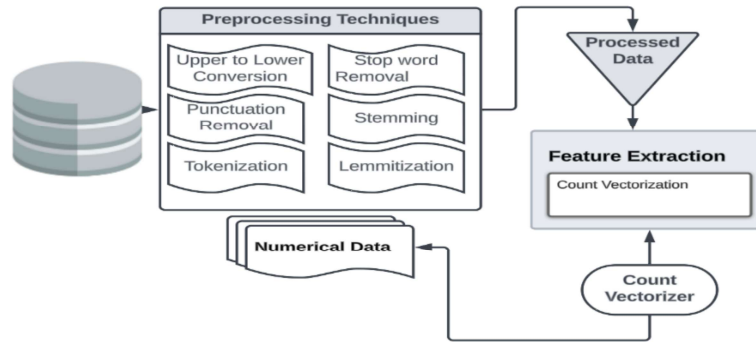 Preprocessing Techniques
Upper to Lower
Conversion
Stop word
Removal
Punctuation
Removal
Stemming
Tokenization
Lemmitization
Processed
Data
Feature Extraction
Count Vectorization
Numerical Data
Count
Vectorizer